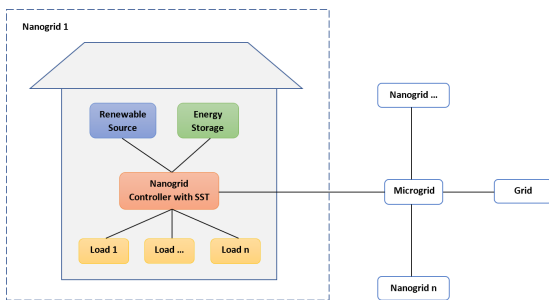 Nanogrid 1
Renewable
Source
Energy
Storage
Nanogrid
Controller with SST
Load 1
Load ...
Load n
Nanogrid ...
Microgrid
Grid
Nanogrid n